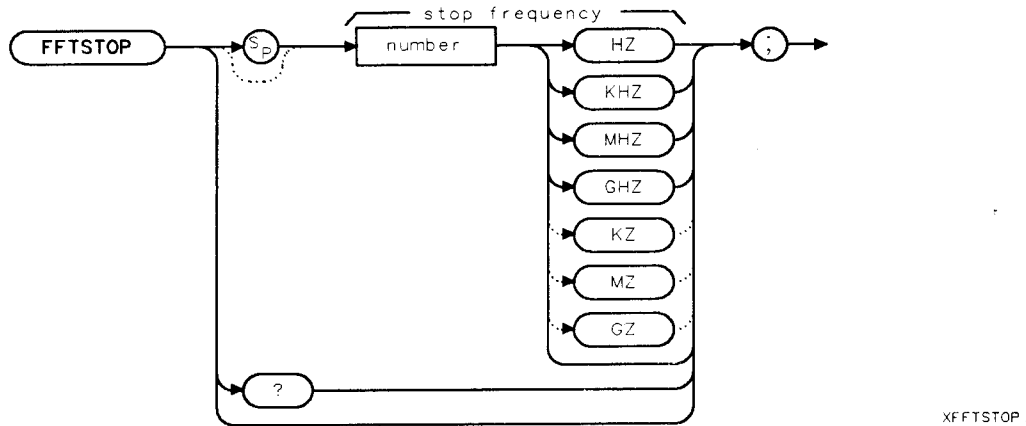 stop frequency
FFTSTOP
SP
number
HZ
;
KHZ
MHZ
GHZ
KZ
MZ
GZ
?
XFFTSTOP